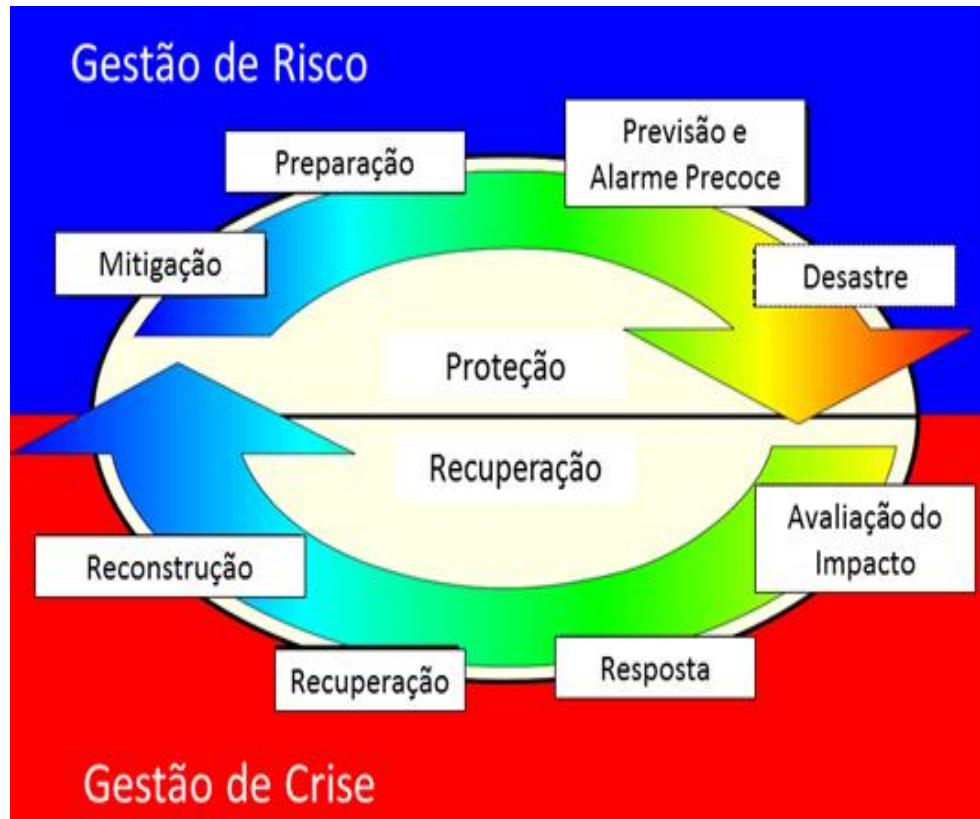 Gestão de Risco
Preparação
Previsão e
Alarme Precoce
Mitigação
Desastre
Proteção
Recuperação
Avaliação do
Impacto
Reconstrução
Recuperação
Resposta
Gestão de Crise